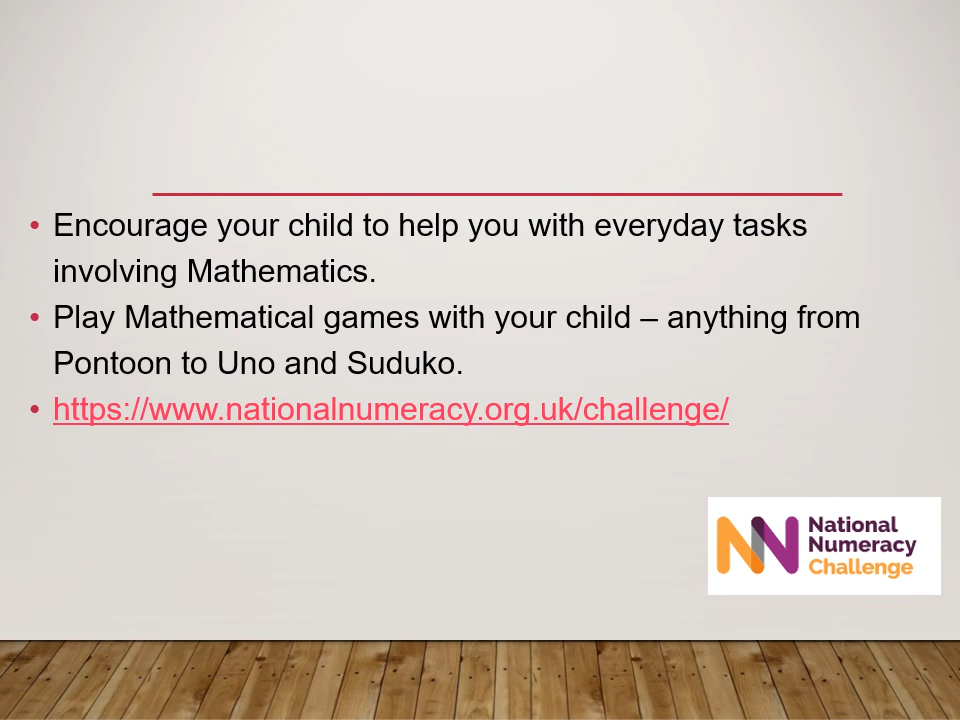 • Encourage your child to help you with everyday tasks
involving Mathematics.
• Play Mathematical games with your child – anything from
Pontoon to Uno and Suduko.
• https://www.nationalnumeracy.org.uk/challenge/
National
Numeracy
Challenge